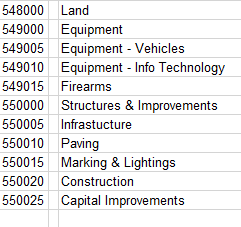 548000 Land
549000 Equipment
549005 Equipment - Vehicles
549010 Equipment - Info Technology
549015 Firearms
550000 Structures & Improvements
550005 Infrastucture
550010 Paving
550015 Marking & Lightings
550020 Construction
550025 Capital Improvements